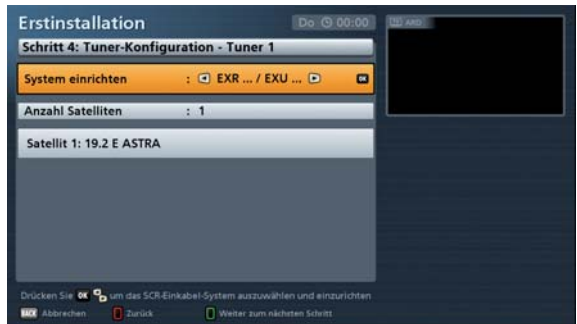 Erstinstallation Do 00:00 ARD
Schritt 4: Tuner-Konfiguration - Tuner 1
System einrichten : EXR ... / EXU ... OK
Anzahl Satelliten : 1
Satellit 1: 19.2 E ASTRA
Drücken Sie OK um das SCR-Einkabel-System auszuwählen und einzurichten
BACK Abbrechen Zurück Weiter zum nächsten Schritt